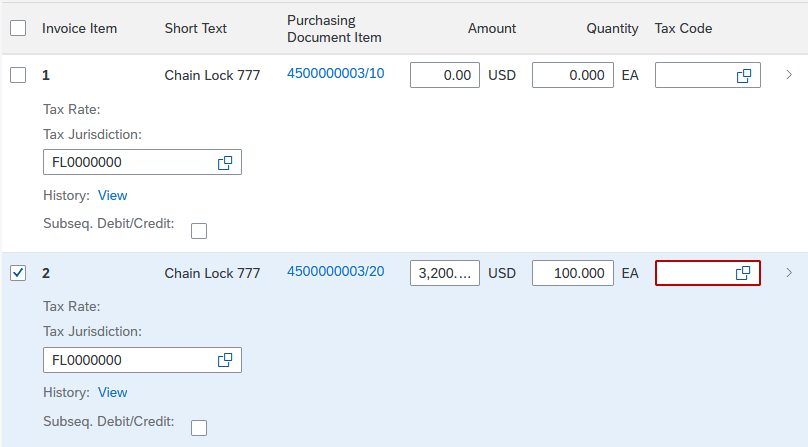 Invoice Item Short Text Purchasing Document Item Amount Quantity Tax Code
1 Chain Lock 777 4500000003/10 0.00 USD 0.000 EA
Tax Rate:
Tax Jurisdiction:
FL0000000
History: View
Subseq. Debit/Credit:
2 Chain Lock 777 4500000003/20 3,200.... USD 100.000 EA
Tax Rate:
Tax Jurisdiction:
FL0000000
History: View
Subseq. Debit/Credit: